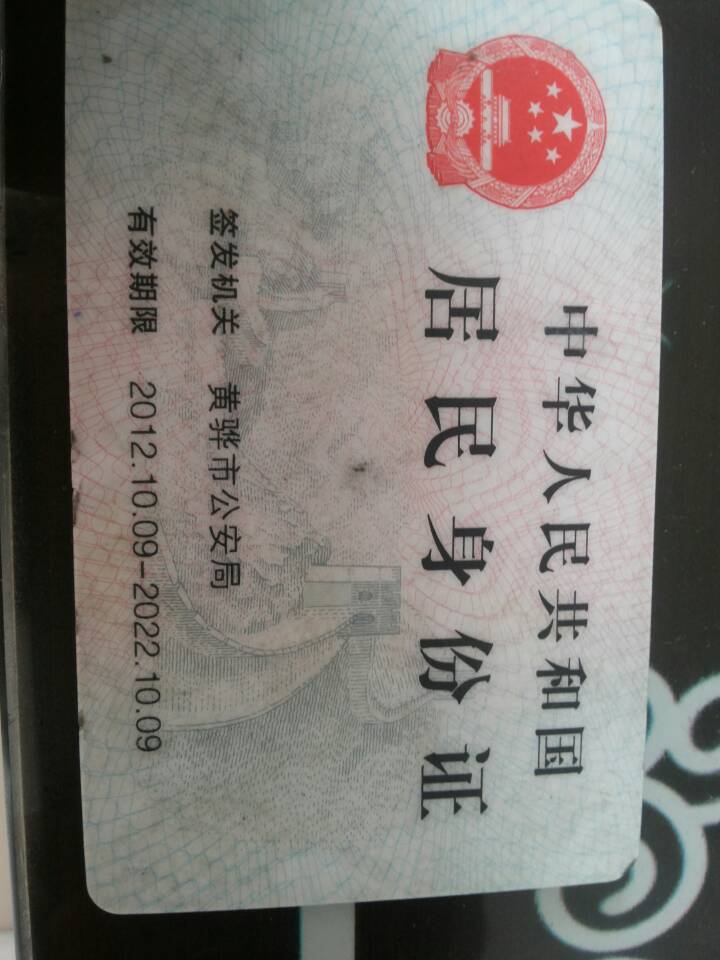 中华人民共和国
居民身份证
签发机关 黄骅市公安局
有效期限 2012.10.09-2022.10.09